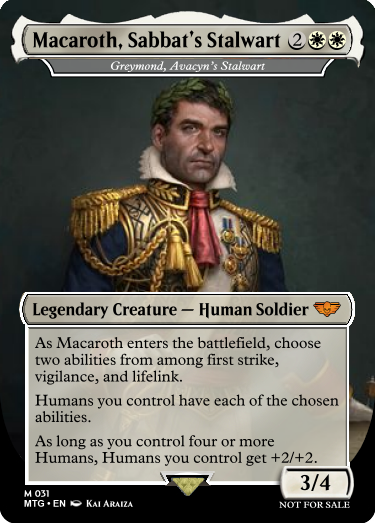 Macaroth, Sabbat's Stalwart 2
Greymond, Avacyn's Stalwart
Legendary Creature — Human Soldier
As Macaroth enters the battlefield, choose
two abilities from among first strike,
vigilance, and lifelink.
Humans you control have each of the chosen
abilities.
As long as you control four or more
Humans, Humans you control get +2/+2.
3/4
M 031
MTG • EN Kai Araiza
NOT FOR SALE